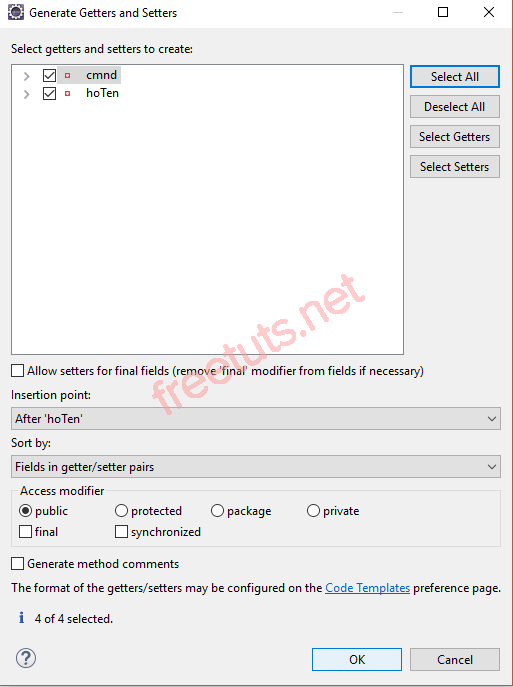 Generate Getters and Setters
Select getters and setters to create:
cmnd
hoTen
Select All
Deselect All
Select Getters
Select Setters
freetuts.net
Allow setters for final fields (remove 'final' modifier from fields if necessary)
Insertion point:
After 'hoTen'
Sort by:
Fields in getter/setter pairs
Access modifier
public protected package private
final synchronized
Generate method comments
The format of the getters/setters may be configured on the Code Templates preference page.
i 4 of 4 selected.
? OK Cancel